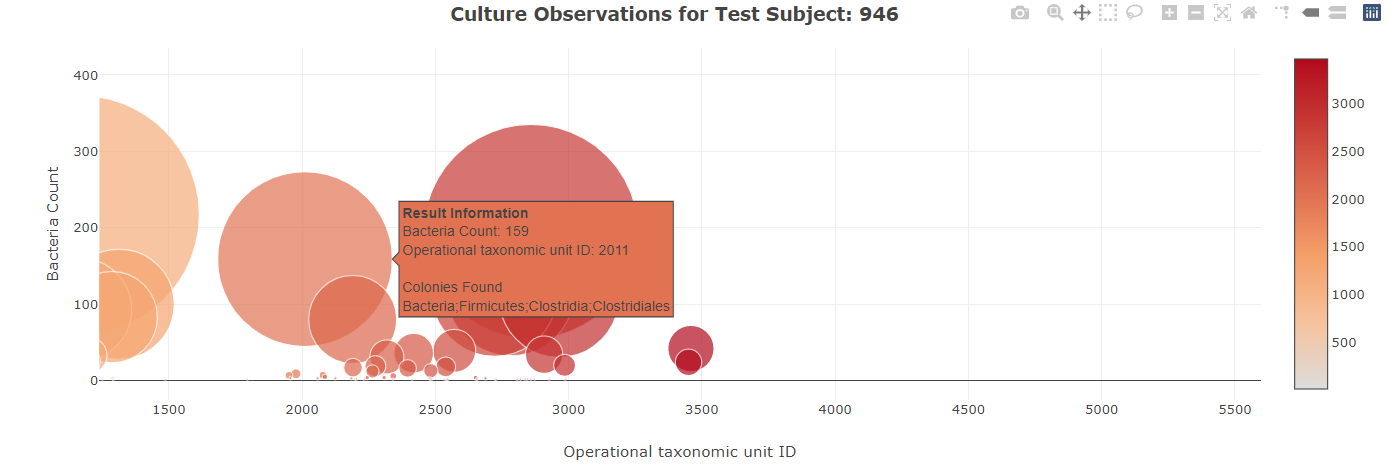 Culture Observations for Test Subject: 946
400
300
200
100
0
Bacteria Count
Result Information
Bacteria Count: 159
Operational taxonomic unit ID: 2011
Colonies Found
Bacteria;Firmicutes;Clostridia;Clostridiales
1500 2000 2500 3000 3500 4000 4500 5000 5500
Operational taxonomic unit ID
3000
2500
2000
1500
1000
500